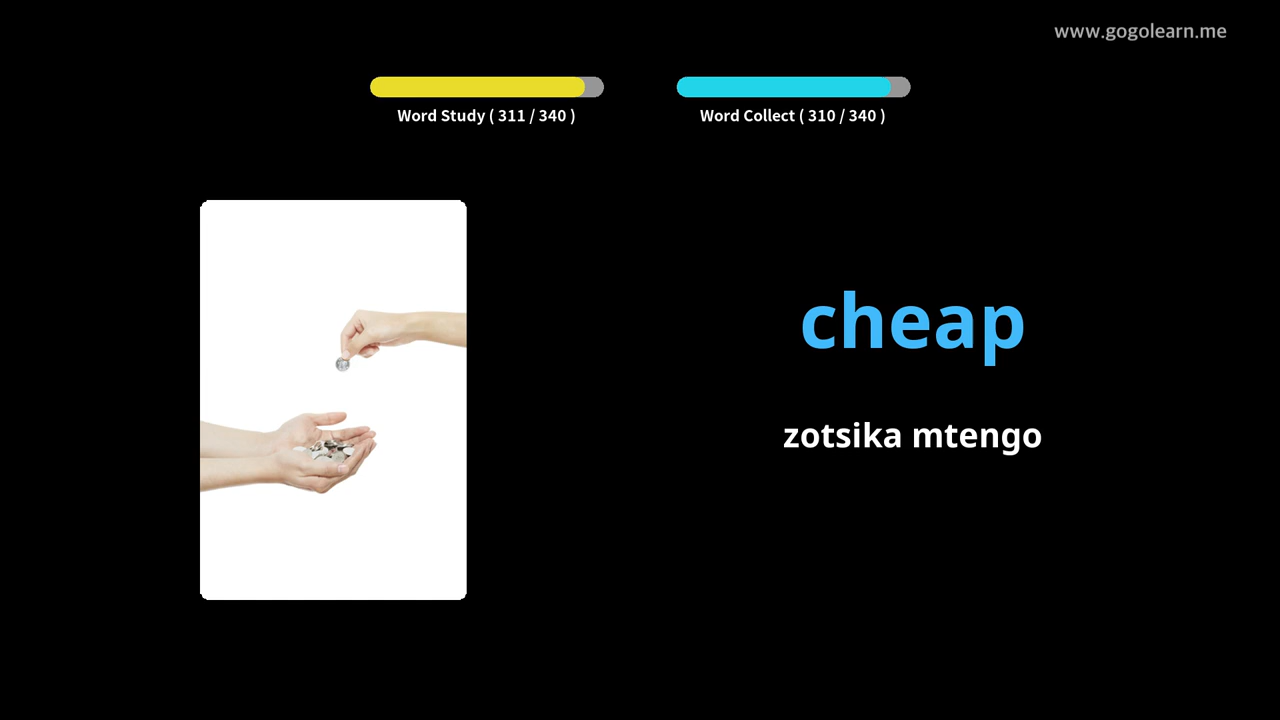 www.gogolearn.me
Word Study ( 311 / 340 )
Word Collect ( 310 / 340 )
cheap
zotsika mtengo